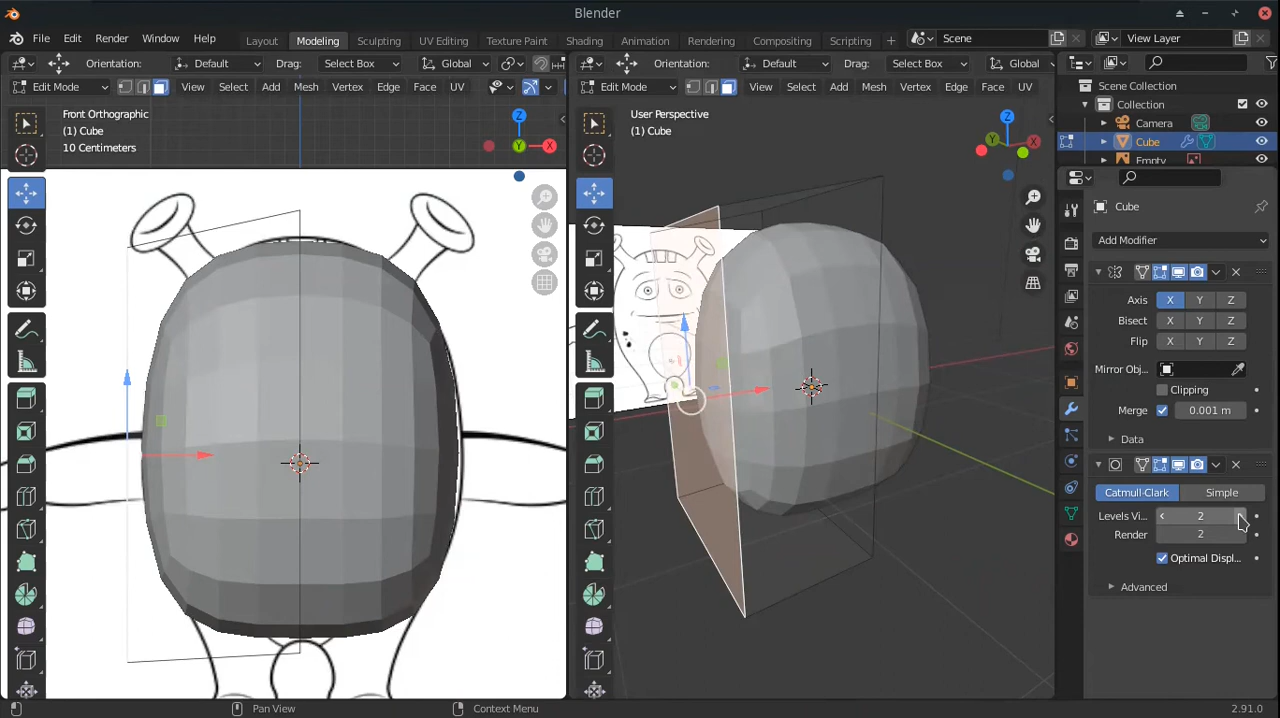 Blender
File Edit Render Window Help
Layout Modeling Sculpting UV Editing Texture Paint Shading Animation Rendering Compositing Scripting +
Scene
View Layer
Orientation: Default Drag: Select Box Global
Orientation: Default Drag: Select Box Global
Edit Mode View Select Add Mesh Vertex Edge Face UV
Edit Mode View Select Add Mesh Vertex Edge Face UV
Front Orthographic
(1) Cube
10 Centimeters
Z
Y
X
User Perspective
(1) Cube
Z
Y
X
Scene Collection
Collection
Camera
Cube
Empty
Cube
Add Modifier
Axis X Y Z
Bisect X Y Z
Flip X Y Z
Mirror Obj...
Clipping
Merge 0.001 m
Data
Catmull-Clark Simple
Levels Vi... 2
Render 2
Optimal Displ...
Advanced
Pan View
Context Menu
2.91.0